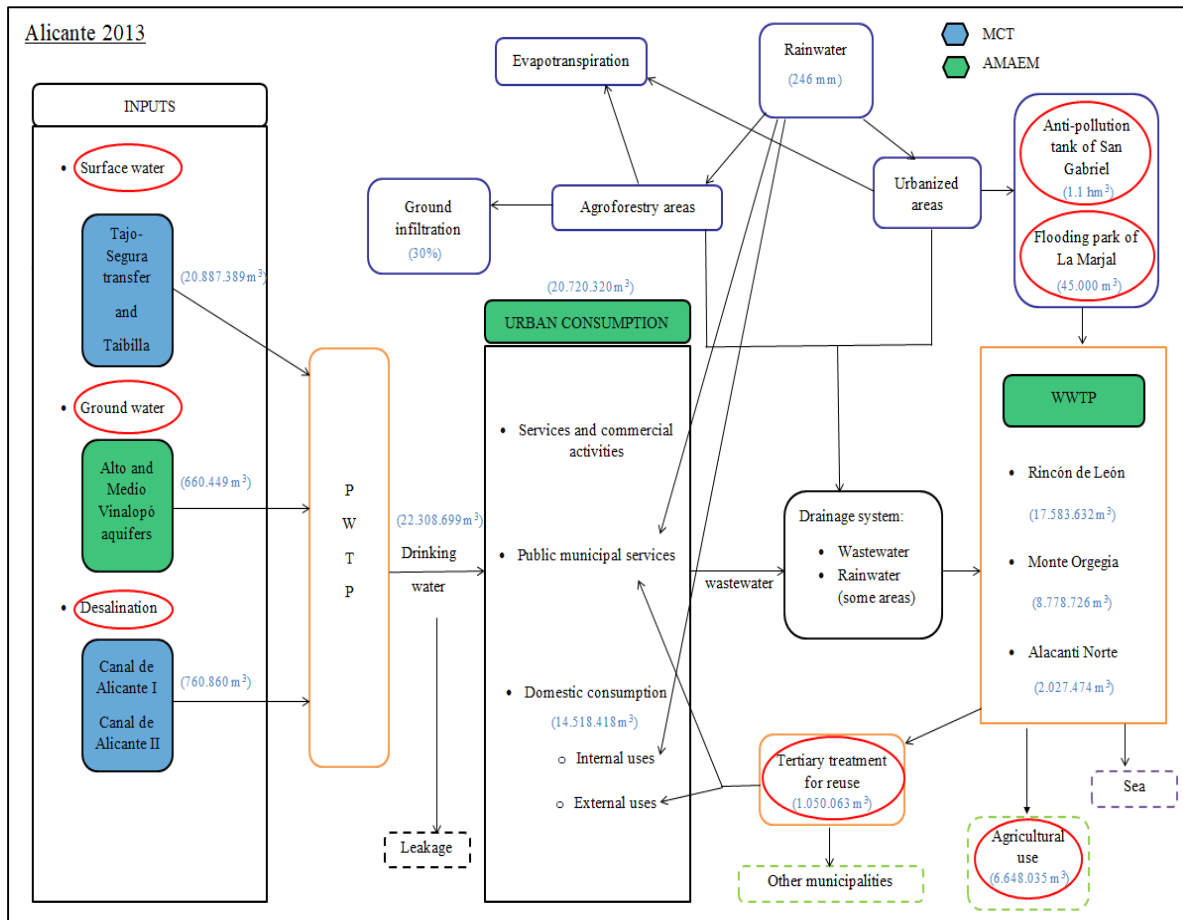 Alicante 2013
MCT
AMAEM
INPUTS
Surface water
Tajo-
Segura
transfer
and
Taibilla
(20.887.389 m³)
Ground water
Alto and
Medio
Vinalopó
aquifers
(660.449 m³)
Desalination
Canal de
Alicante I
Canal de
Alicante II
(760.860 m³)
P
W
T
P
(22.308.699 m³)
Drinking
water
Leakage
Evapotranspiration
Rainwater
(246 mm)
Ground
infiltration
(30%)
Agroforestry areas
Urbanized
areas
Anti-pollution
tank of San
Gabriel
(1.1 hm³)
Flooding park of
La Marjal
(45.000 m³)
(20.720.320 m³)
URBAN CONSUMPTION
Services and commercial
activities
Public municipal services
Domestic consumption
(14.518.418 m³)
Internal uses
External uses
wastewater
Drainage system:
Wastewater
Rainwater
(some areas)
WWTP
Rincón de León
(17.583.632 m³)
Monte Orgegia
(8.778.726 m³)
Alacanti Norte
(2.027.474 m³)
Tertiary treatment
for reuse
(1.050.063 m³)
Other municipalities
Agricultural
use
(6.648.035 m³)
Sea